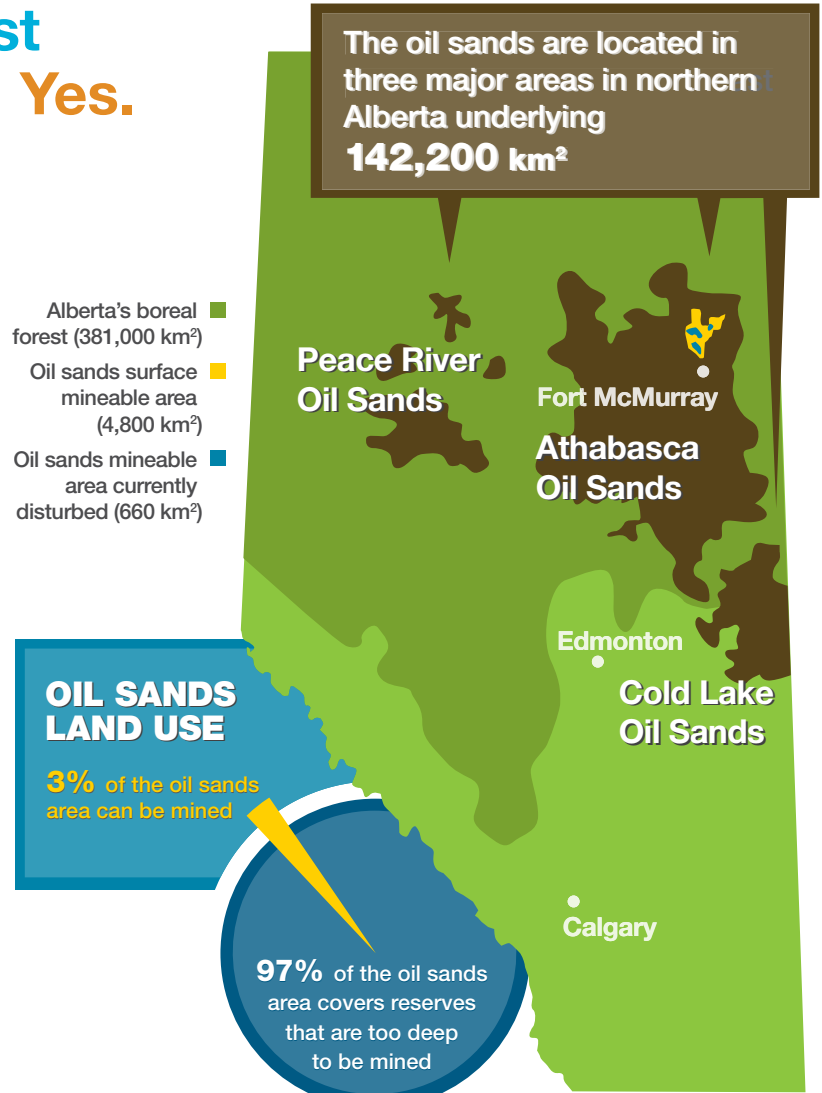 st
Yes.
The oil sands are located in
three major areas in northern
Alberta underlying
142,200 km²
Alberta's boreal
forest (381,000 km²)
Oil sands surface
mineable area
(4,800 km²)
Oil sands mineable
area currently
disturbed (660 km²)
Peace River
Oil Sands
Fort McMurray
Athabasca
Oil Sands
Edmonton
Cold Lake
Oil Sands
Calgary
OIL SANDS
LAND USE
3% of the oil sands
area can be mined
97% of the oil sands
area covers reserves
that are too deep
to be mined